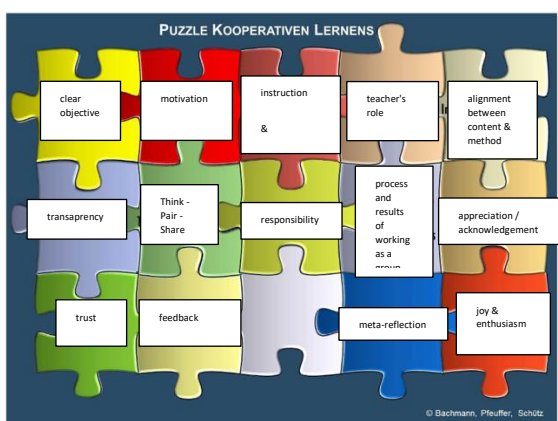 PUZZLE KOOPERATIVEN LERNENS
clear
objective
motivation
instruction
&
teacher's
role
alignment
between
content &
method
transaprency
Think -
Pair -
Share
responsibility
process
and
results
of
working
as a
group
appreciation /
acknowledgement
trust
feedback
meta-reflection
joy &
enthusiasm
© Bachmann, Pfeuffer, Schütz